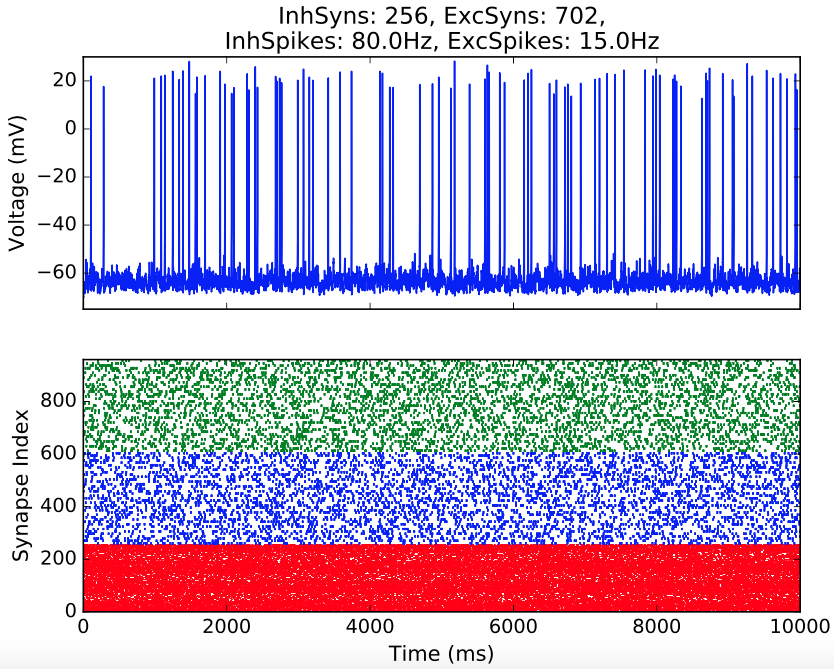 InhSyns: 256, ExcSyns: 702,
InhSpikes: 80.0Hz, ExcSpikes: 15.0Hz
20
0
−20
−40
−60
Voltage (mV)
800
600
400
200
0
Synapse Index
0 2000 4000 6000 8000 10000
Time (ms)